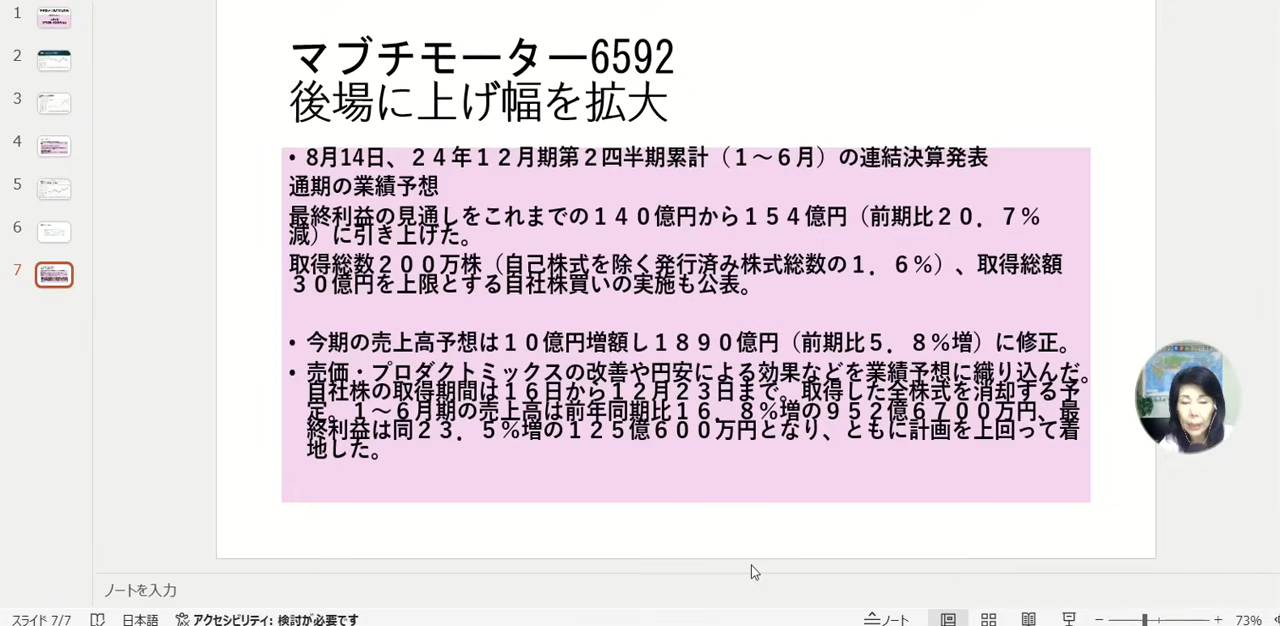 1
2
3
4
5
6
7
マブチモーター6592
後場に上げ幅を拡大
• 8月14日、２４年１２月期第２四半期累計（１～６月）の連結決算発表
通期の業績予想
最終利益の見通しをこれまでの１４０億円から１５４億円（前期比２０．７％
減）に引き上げた。
取得総数２００万株（自己株式を除く発行済み株式総数の１．６％）、取得総額
３０億円を上限とする自社株買いの実施も公表。
• 今期の売上高予想は１０億円増額し１８９０億円（前期比５．８％増）に修正。
• 売価・プロダクトミックスの改善や円安による効果などを業績予想に織り込んだ。
自社株の取得期間は１６日から１２月２３日まで。取得した全株式を消却する予
定。１～６月期の売上高は前年同期比１６．８％増の９５２億６７００万円、最
終利益は同２３．５％増の１２５億６００万円となり、ともに計画を上回って着
地した。
ノートを入力
スライド 7/7 日本語 アクセシビリティ: 検討が必要です ノート 73%